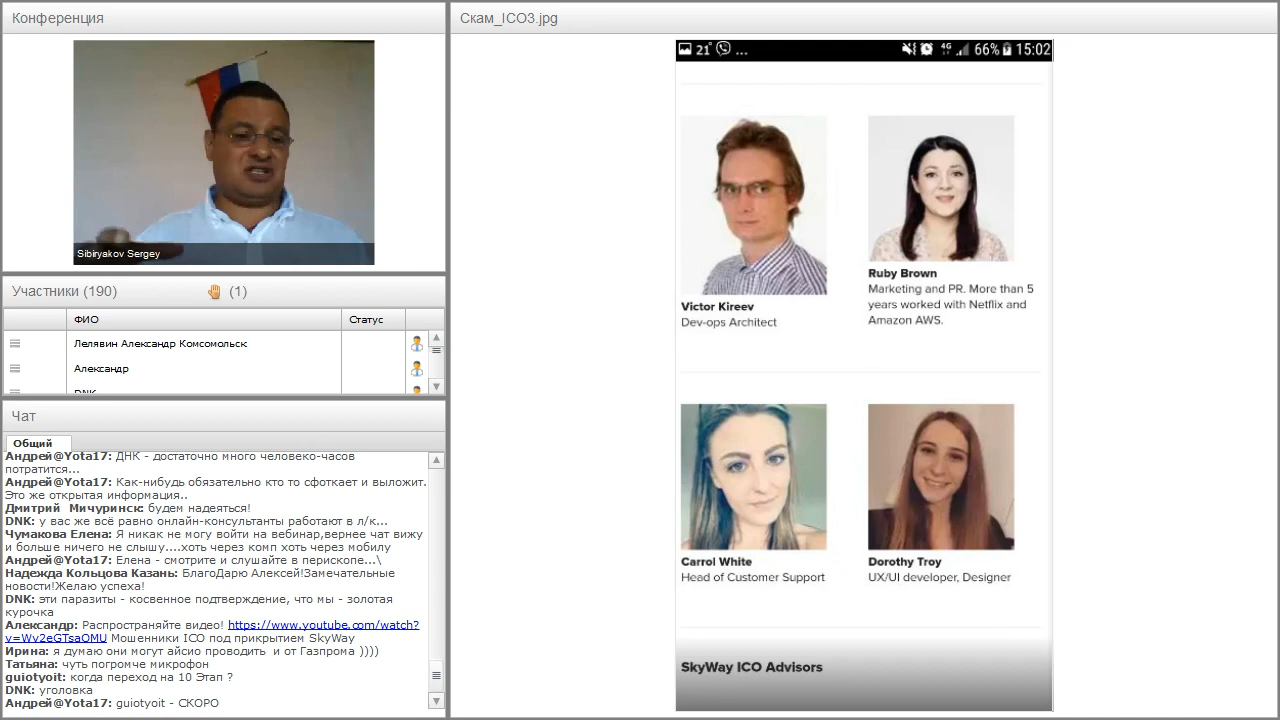 Конференция
Sibiryakov Sergey
Участники (190)
(1)
ФИО
Статус
Лелявин Александр Комсомольск
Александр
DNK
Чат
Общий
Андрей@Yota17: ДНК - достаточно много человеко-часов
потратится...
Андрей@Yota17: Как-нибудь обязательно кто то сфоткает и выложит.
Это же открытая информация..
Дмитрий Мичуринск: будем надеяться!
DNK: у вас же всё равно онлайн-консультанты работают в л/к...
Чумакова Елена: Я никак не могу войти на вебинар,вернее чат вижу
и больше ничего не слышу....хоть через комп хоть через мобилу
Андрей@Yota17: Елена - смотрите и слушайте в перископе...\
Надежда Кольцова Казань: БлагоДарю Алексей!Замечательные
новости!Желаю успеха!
DNK: эти паразиты - косвенное подтверждение, что мы - золотая
курочка
Александр: Распространяйте видео! https://www.youtube.com/watch?
v=Wv2eGTsaOMU Мошенники ICO под прикрытием SkyWay
Ирина: я думаю они могут айсио проводить и от Газпрома ))))
Татьяна: чуть погромче микрофон
guiotyoit: когда переход на 10 Этап ?
DNK: уголовка
Андрей@Yota17: guiotyoit - СКОРО
Скам_ICO3.jpg
21° ...
4G 66% 15:02
Victor Kireev
Dev-ops Architect
Ruby Brown
Marketing and PR. More than 5
years worked with Netflix and
Amazon AWS.
Carrol White
Head of Customer Support
Dorothy Troy
UX/UI developer, Designer
SkyWay ICO Advisors